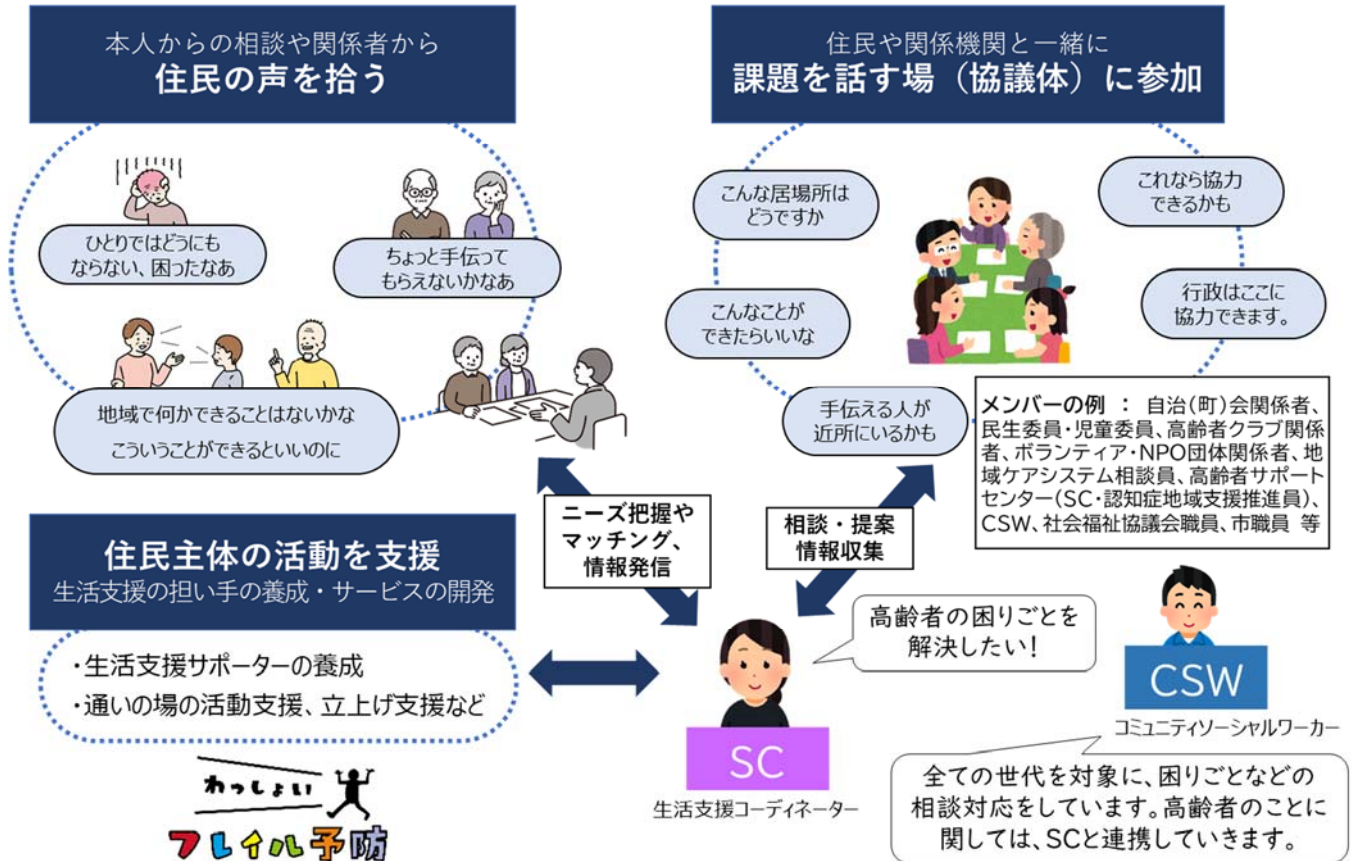 本人からの相談や関係者から
住民の声を拾う
ひとりではどうにも
ならない、困ったなあ
ちょっと手伝って
もらえないかなあ
地域で何かできることはないかな
こういうことができるといいのに
住民や関係機関と一緒に
課題を話す場（協議体）に参加
こんな居場所は
どうですか
これなら協力
できるかも
こんなことが
できたらいいな
行政はここに
協力できます。
手伝える人が
近所にいるかも
メンバーの例 ： 自治(町)会関係者、
民生委員・児童委員、高齢者クラブ関係
者、ボランティア・NPO団体関係者、地
域ケアシステム相談員、高齢者サポート
センター(SC・認知症地域支援推進員)、
CSW、社会福祉協議会職員、市職員 等
ニーズ把握や
マッチング、
情報発信
相談・提案
情報収集
住民主体の活動を支援
生活支援の担い手の養成・サービスの開発
・生活支援サポーターの養成
・通いの場の活動支援、立上げ支援など
わっしょい
フレイル予防
高齢者の困りごとを
解決したい！
SC
生活支援コーディネーター
CSW
コミュニティソーシャルワーカー
全ての世代を対象に、困りごとなどの
相談対応をしています。高齢者のことに
関しては、SCと連携していきます。